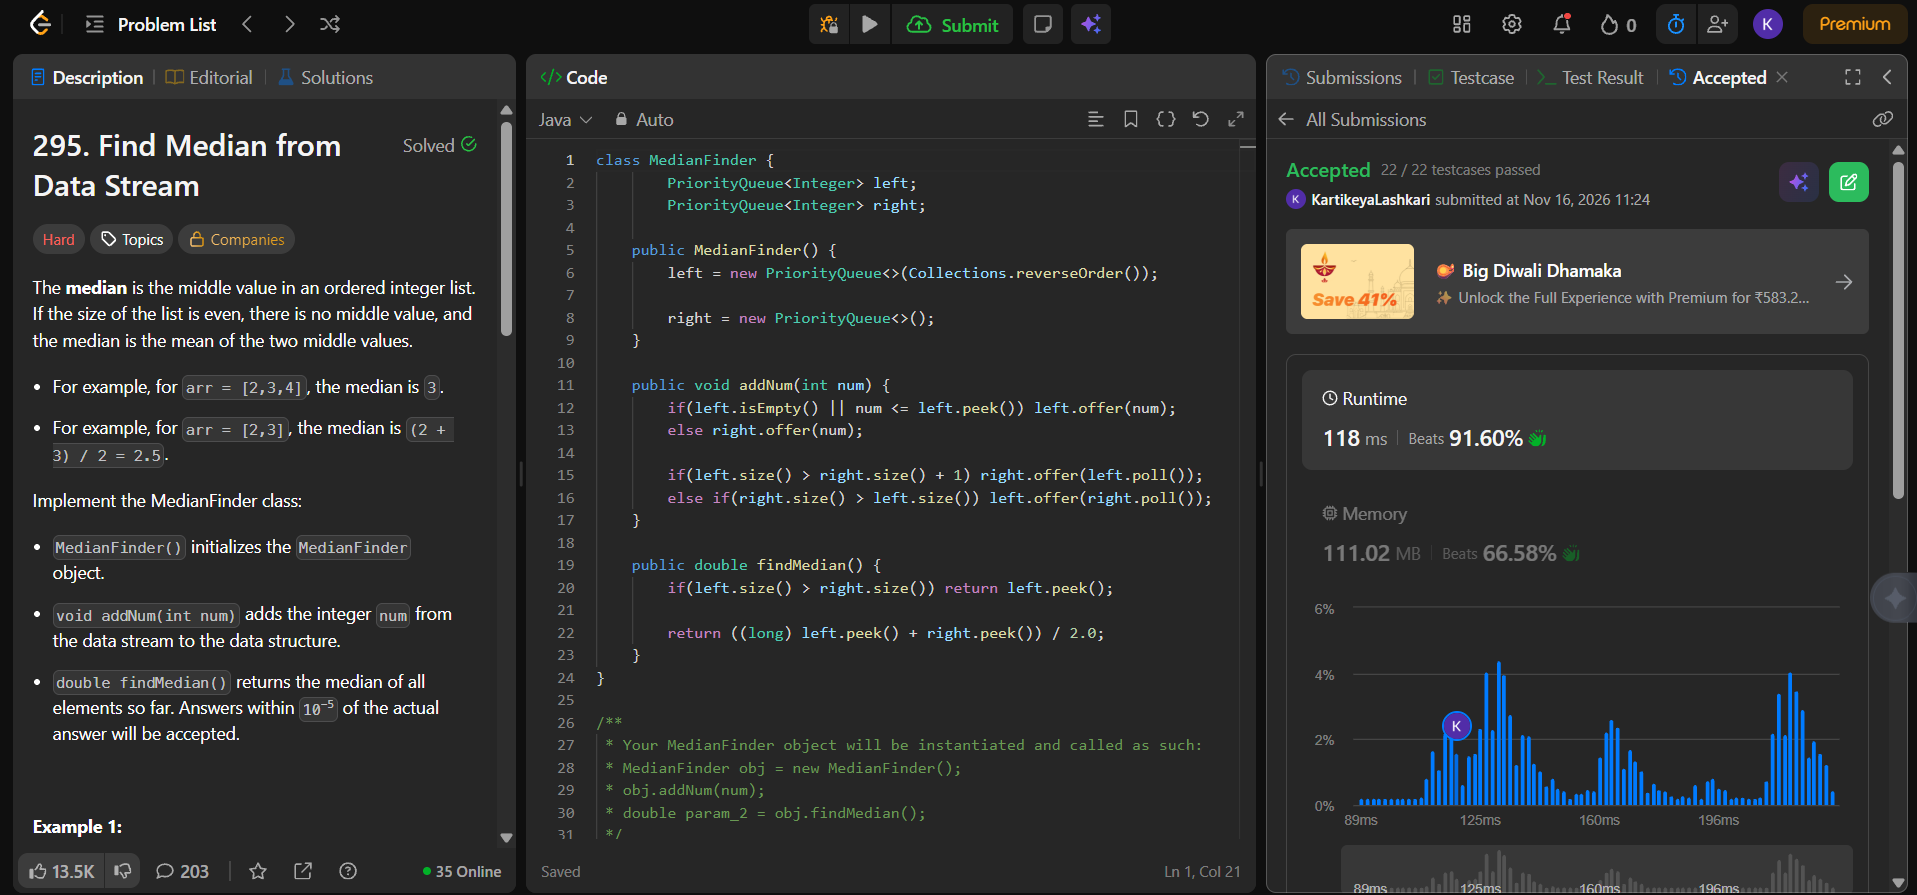 Problem List
Submit
0
K
Premium
Description
Editorial
Solutions
295. Find Median from
Data Stream
Solved
Hard
Topics
Companies
The median is the middle value in an ordered integer list.
If the size of the list is even, there is no middle value, and
the median is the mean of the two middle values.
• For example, for arr = [2,3,4], the median is 3.
• For example, for arr = [2,3], the median is (2 +
3) / 2 = 2.5.
Implement the MedianFinder class:
• MedianFinder() initializes the MedianFinder
object.
• void addNum(int num) adds the integer num from
the data stream to the data structure.
• double findMedian() returns the median of all
elements so far. Answers within 10⁻⁵ of the actual
answer will be accepted.
Example 1:
13.5K
203
35 Online
</> Code
Java
Auto
1 class MedianFinder {
2 PriorityQueue<Integer> left;
3 PriorityQueue<Integer> right;
4
5 public MedianFinder() {
6 left = new PriorityQueue<>(Collections.reverseOrder());
7
8 right = new PriorityQueue<>();
9 }
10
11 public void addNum(int num) {
12 if(left.isEmpty() || num <= left.peek()) left.offer(num);
13 else right.offer(num);
14
15 if(left.size() > right.size() + 1) right.offer(left.poll());
16 else if(right.size() > left.size()) left.offer(right.poll());
17 }
18
19 public double findMedian() {
20 if(left.size() > right.size()) return left.peek();
21
22 return ((long) left.peek() + right.peek()) / 2.0;
23 }
24 }
25
26 /**
27 * Your MedianFinder object will be instantiated and called as such:
28 * MedianFinder obj = new MedianFinder();
29 * obj.addNum(num);
30 * double param_2 = obj.findMedian();
31 */
Saved
Ln 1, Col 21
Submissions
Testcase
Test Result
Accepted
All Submissions
Accepted 22 / 22 testcases passed
K KartikeyaLashkari submitted at Nov 16, 2026 11:24
Save 41%
Big Diwali Dhamaka
Unlock the Full Experience with Premium for ₹583.2...
Runtime
118 ms Beats 91.60%
Memory
111.02 MB Beats 66.58%
6%
4%
2%
0%
K
89ms 125ms 160ms 196ms
89ms 125ms 160ms 196ms